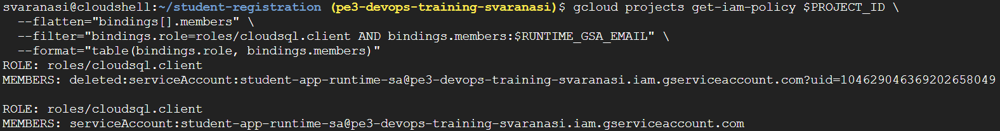 svaranasi@cloudshell:~/student-registration (pe3-devops-training-svaranasi)$ gcloud projects get-iam-policy $PROJECT_ID \
  --flatten="bindings[].members" \
  --filter="bindings.role=roles/cloudsql.client AND bindings.members:$RUNTIME_GSA_EMAIL" \
  --format="table(bindings.role, bindings.members)"
ROLE: roles/cloudsql.client
MEMBERS: deleted:serviceAccount:student-app-runtime-sa@pe3-devops-training-svaranasi.iam.gserviceaccount.com?uid=104629046369202658049

ROLE: roles/cloudsql.client
MEMBERS: serviceAccount:student-app-runtime-sa@pe3-devops-training-svaranasi.iam.gserviceaccount.com